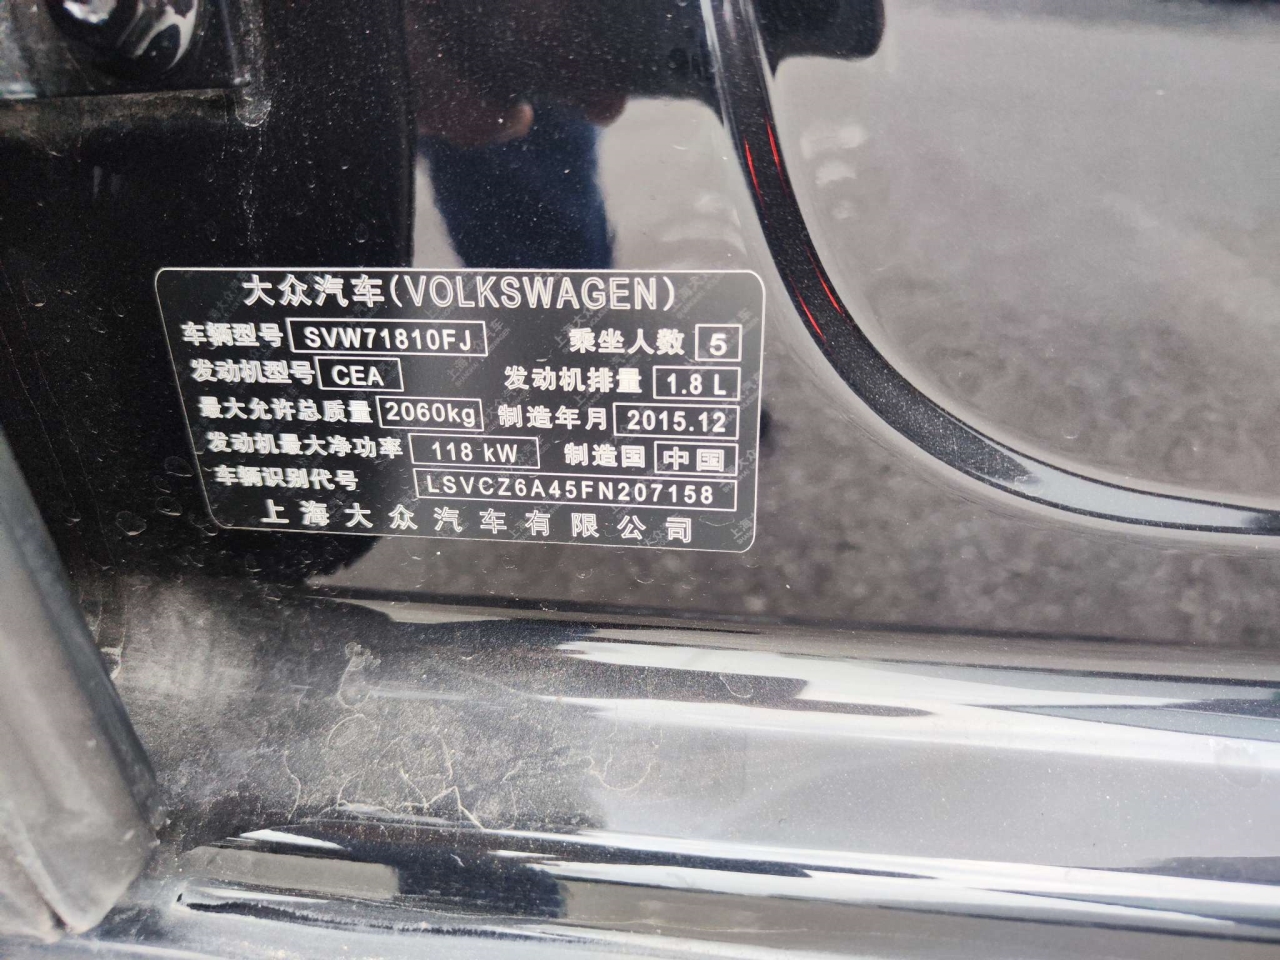 大众汽车(VOLKSWAGEN)
车辆型号 SVW71810FJ 乘坐人数 5
发动机型号 CEA 发动机排量 1.8 L
最大允许总质量 2060kg 制造年月 2015.12
发动机最大净功率 118 kW 制造国 中国
车辆识别代号 LSVCZ6A45FN207158
上海大众汽车有限公司